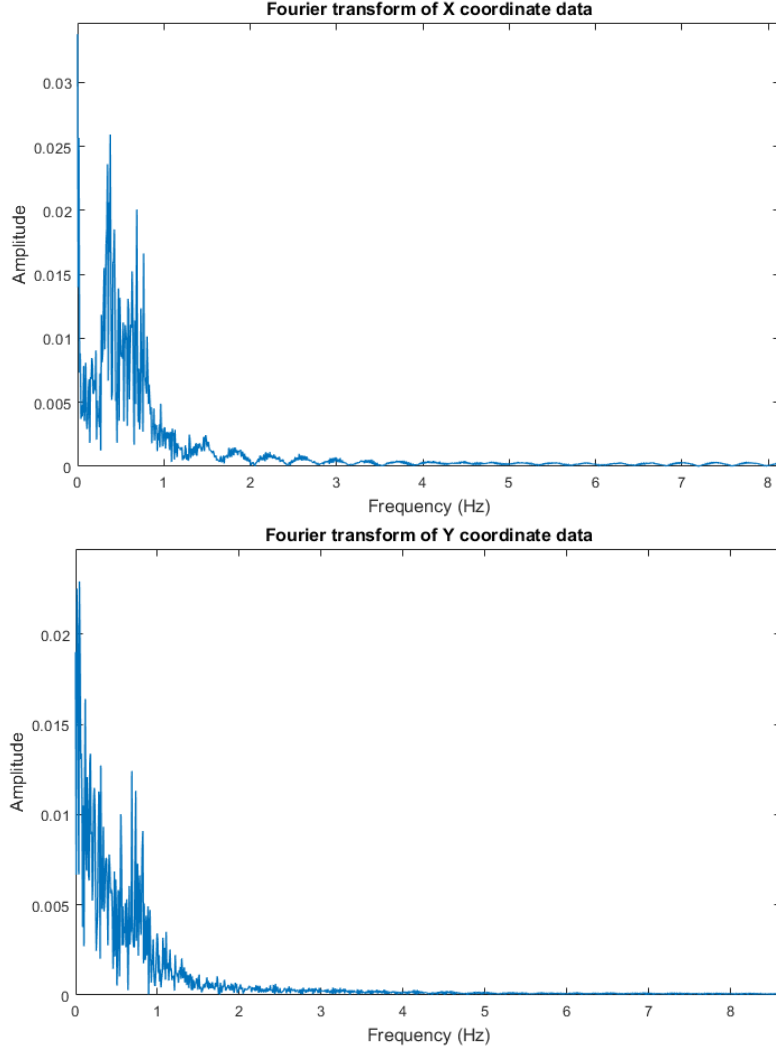 Fourier transform of X coordinate data
0.03
0.025
0.02
0.015
0.01
0.005
0
Amplitude
0 1 2 3 4 5 6 7 8
Frequency (Hz)
Fourier transform of Y coordinate data
0.02
0.015
0.01
0.005
0
Amplitude
0 1 2 3 4 5 6 7 8
Frequency (Hz)